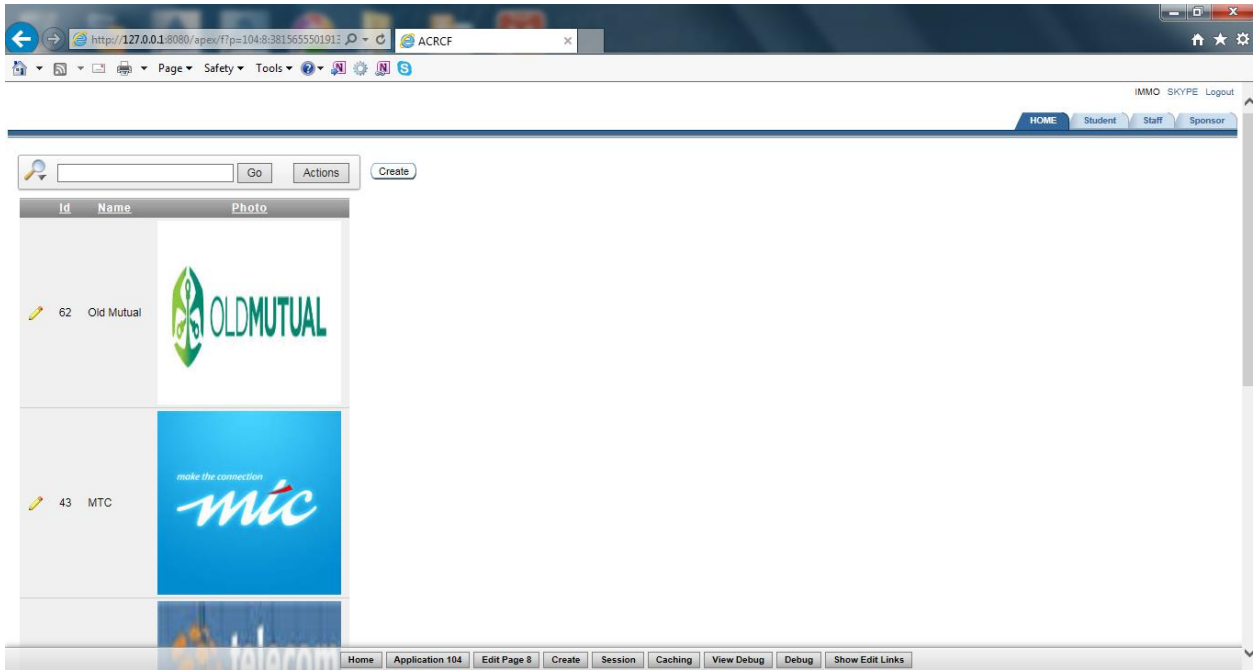 http://127.0.0.1:8080/apex/f?p=104:8:381565550191
ACRCF
Page Safety Tools
IMMO SKYPE Logout
HOME Student Staff Sponsor
Go Actions Create
Id Name Photo
62 Old Mutual OLDMUTUAL
make the connection
43 MTC mtc
telecom
Home Application 104 Edit Page 8 Create Session Caching View Debug Debug Show Edit Links